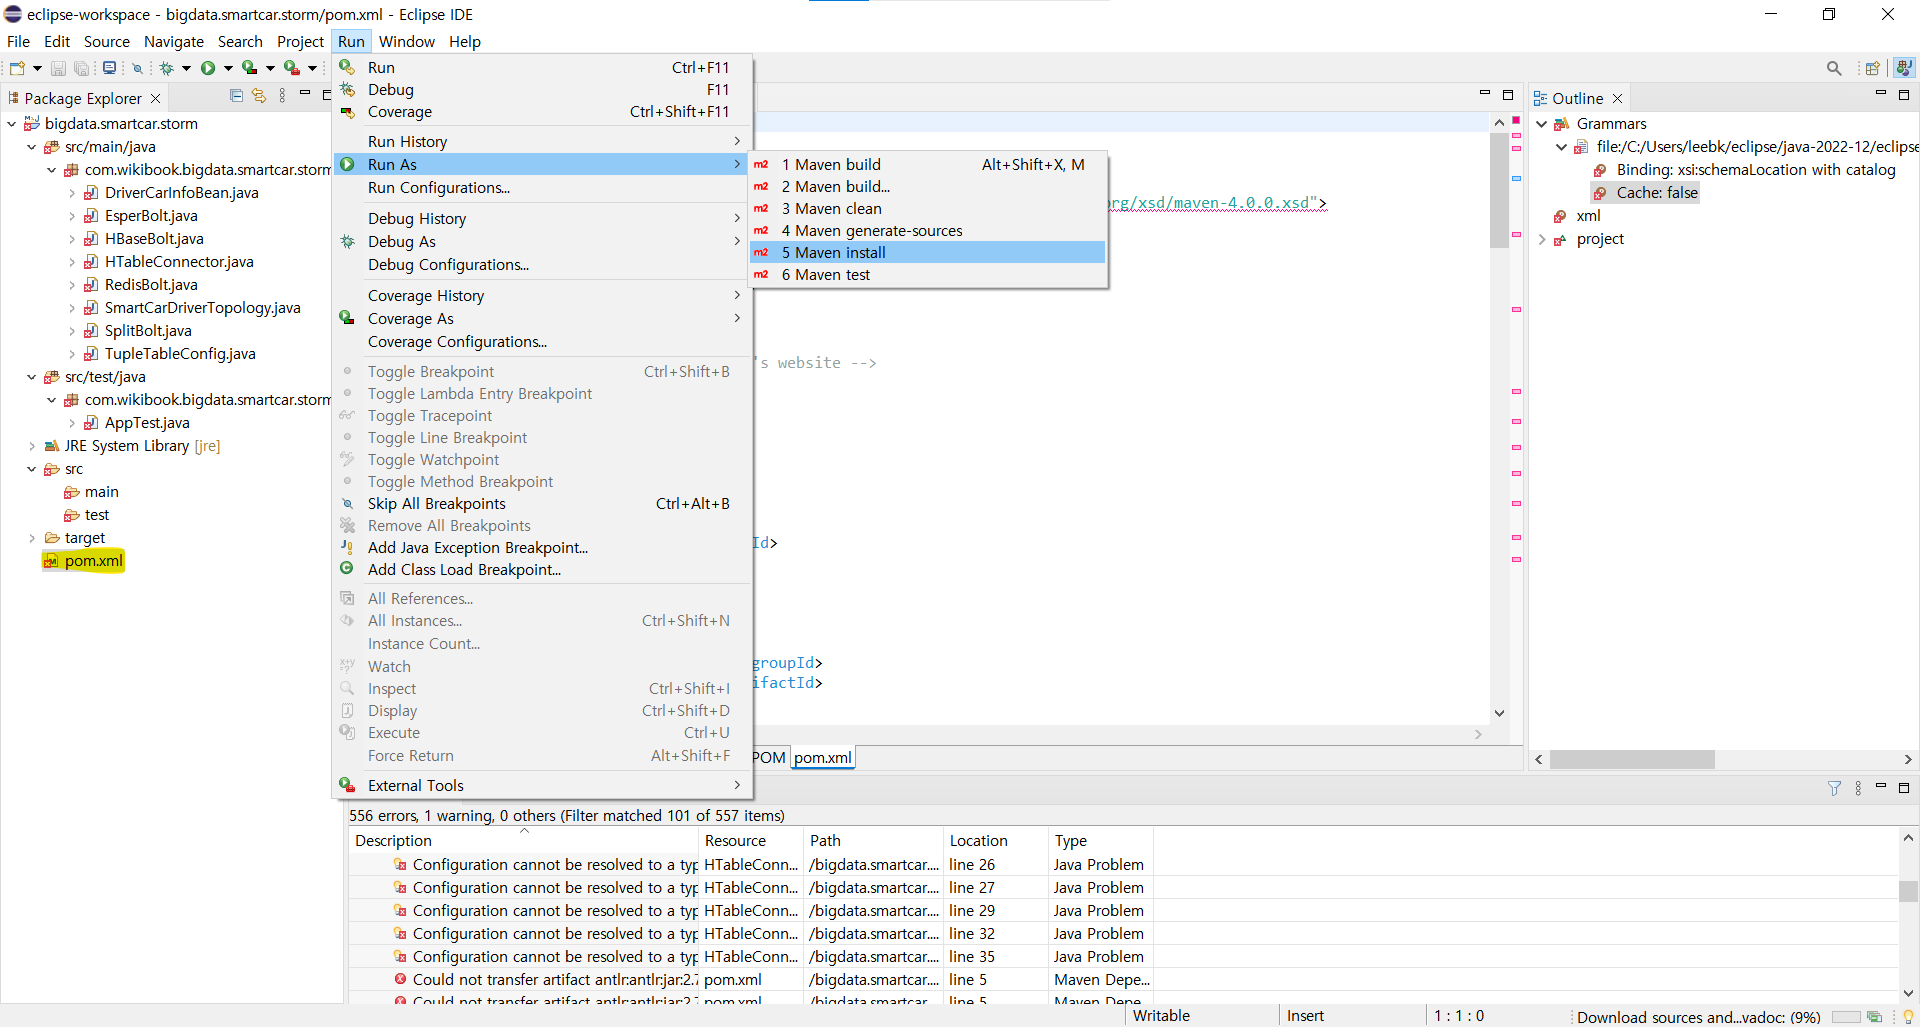 eclipse-workspace - bigdata.smartcar.storm/pom.xml - Eclipse IDE
File Edit Source Navigate Search Project Run Window Help
Package Explorer
bigdata.smartcar.storm
src/main/java
com.wikibook.bigdata.smartcar.storm
DriverCarInfoBean.java
EsperBolt.java
HBaseBolt.java
HTableConnector.java
RedisBolt.java
SmartCarDriverTopology.java
SplitBolt.java
TupleTableConfig.java
src/test/java
com.wikibook.bigdata.smartcar.storm
AppTest.java
JRE System Library [jre]
src
main
test
target
pom.xml
Run Ctrl+F11
Debug F11
Coverage Ctrl+Shift+F11
Run History
Run As
Run Configurations...
Debug History
Debug As
Debug Configurations...
Coverage History
Coverage As
Coverage Configurations...
Toggle Breakpoint Ctrl+Shift+B
Toggle Lambda Entry Breakpoint
Toggle Tracepoint
Toggle Line Breakpoint
Toggle Watchpoint
Toggle Method Breakpoint
Skip All Breakpoints Ctrl+Alt+B
Remove All Breakpoints
Add Java Exception Breakpoint...
Add Class Load Breakpoint...
All References...
All Instances... Ctrl+Shift+N
Instance Count...
Watch
Inspect Ctrl+Shift+I
Display Ctrl+Shift+D
Execute Ctrl+U
Force Return Alt+Shift+F
External Tools
m2 1 Maven build Alt+Shift+X, M
m2 2 Maven build...
m2 3 Maven clean
m2 4 Maven generate-sources
m2 5 Maven install
m2 6 Maven test
org/xsd/maven-4.0.0.xsd">
's website -->
Id>
groupId>
ifactId>
POM pom.xml
Outline
Grammars
file:/C:/Users/leebk/eclipse/java-2022-12/eclipse
Binding: xsi:schemaLocation with catalog
Cache: false
xml
project
556 errors, 1 warning, 0 others (Filter matched 101 of 557 items)
Description Resource Path Location Type
Configuration cannot be resolved to a typ HTableConn... /bigdata.smartcar.... line 26 Java Problem
Configuration cannot be resolved to a typ HTableConn... /bigdata.smartcar.... line 27 Java Problem
Configuration cannot be resolved to a typ HTableConn... /bigdata.smartcar.... line 29 Java Problem
Configuration cannot be resolved to a typ HTableConn... /bigdata.smartcar.... line 32 Java Problem
Configuration cannot be resolved to a typ HTableConn... /bigdata.smartcar.... line 35 Java Problem
Could not transfer artifact antlr:antlr:jar:2.7 pom.xml /bigdata.smartcar.... line 5 Maven Depe...
Could not transfer artifact antlr:antlr:jar:2.7 pom.xml /bigdata.smartcar.... line 5 Maven Depe...
Writable Insert 1 : 1 : 0 Download sources and...vadoc: (9%)